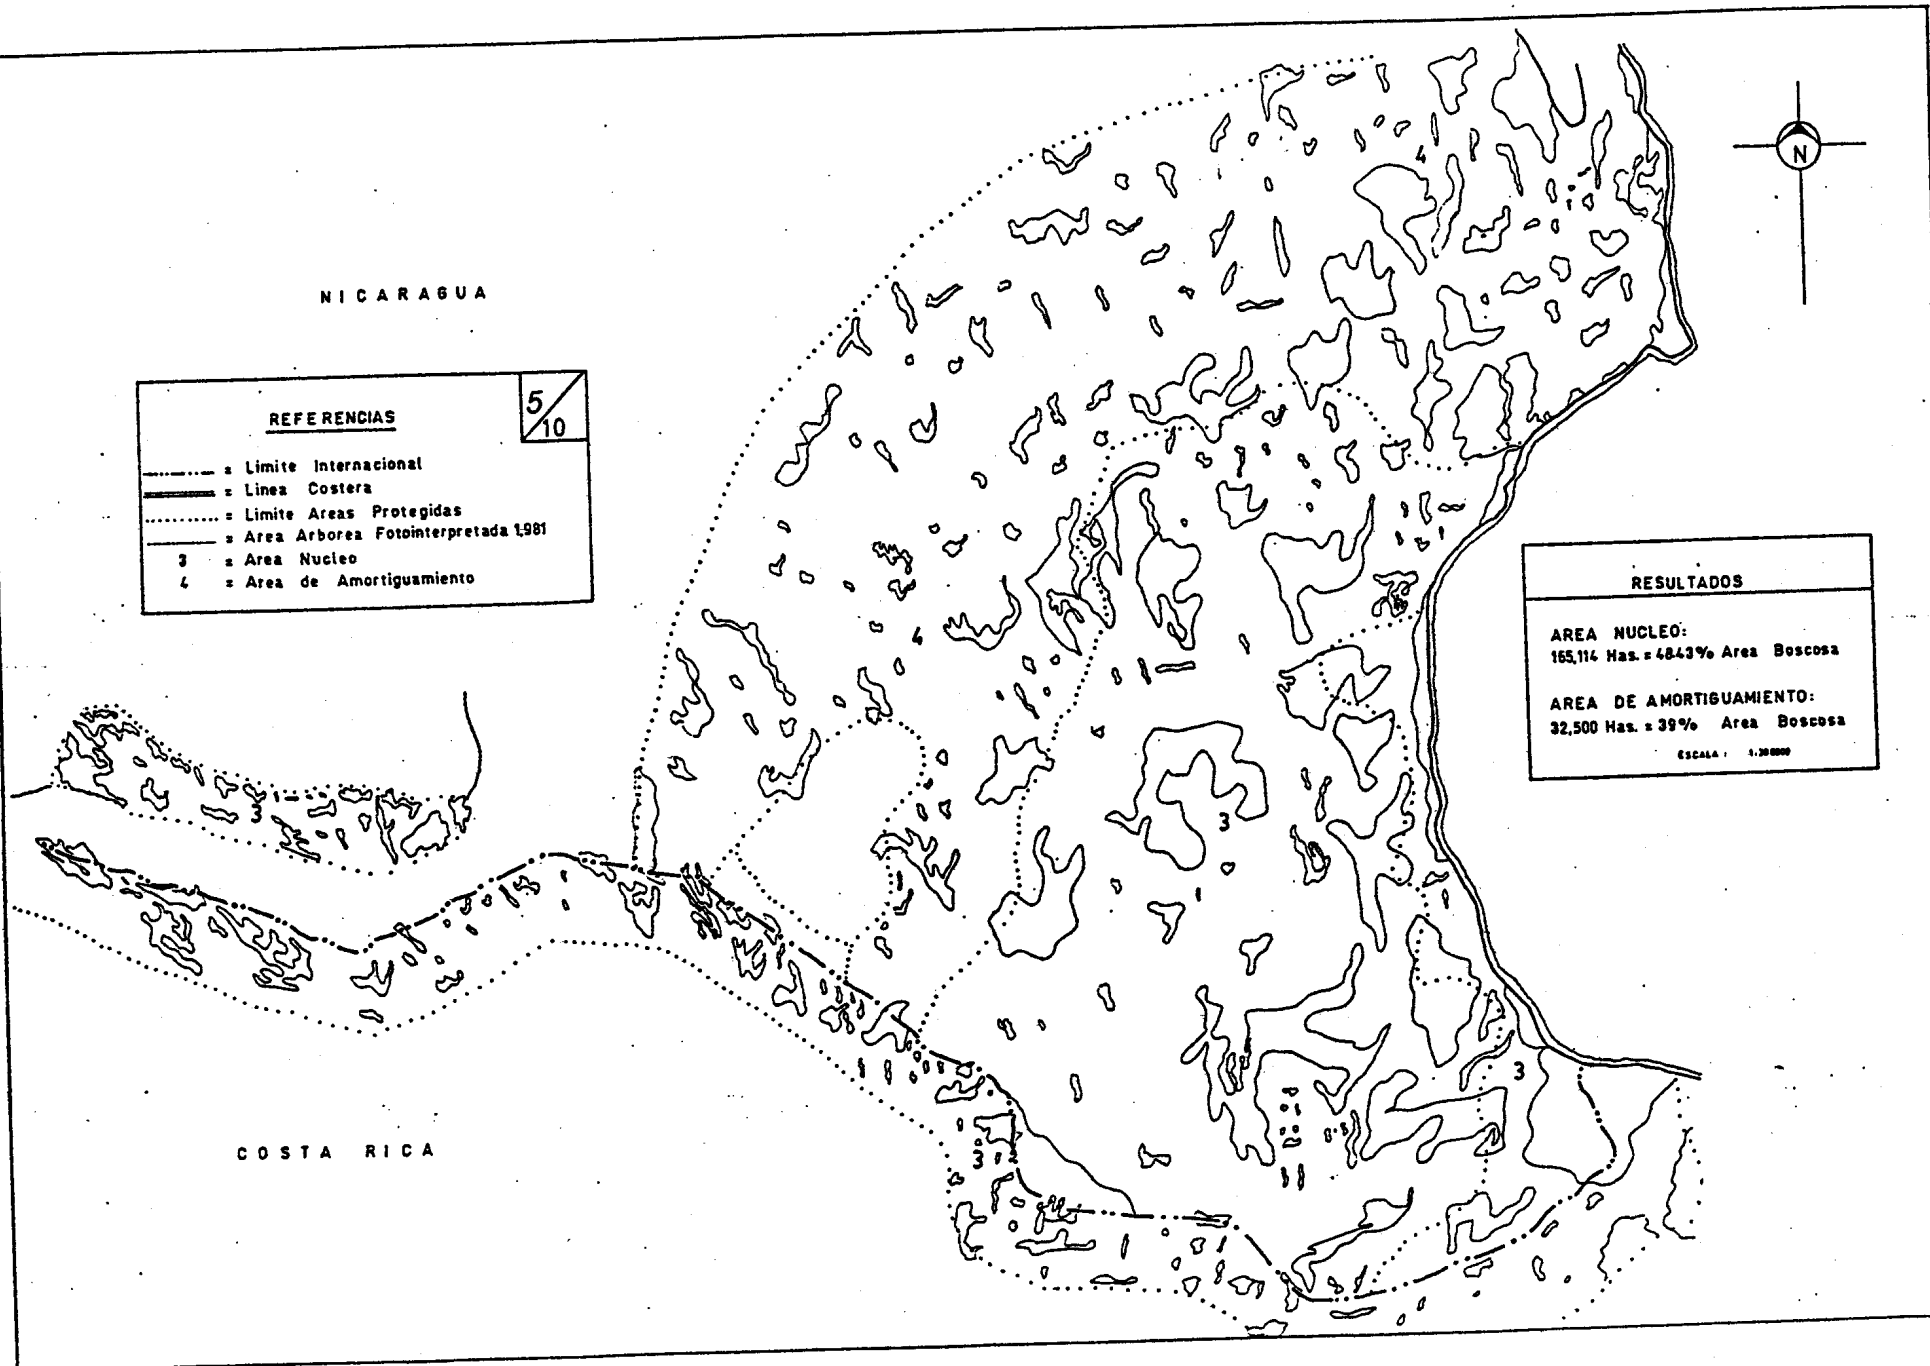 NICARAGUA
5/10
REFERENCIAS
= Limite Internacional
= Linea Costera
= Limite Areas Protegidas
= Area Arborea Fotointerpretada 1,981
3 = Area Nucleo
4 = Area de Amortiguamiento
N
4
4
RESULTADOS
AREA NUCLEO:
165,114 Has. = 48.43% Area Boscosa
AREA DE AMORTIGUAMIENTO:
32,500 Has. = 39% Area Boscosa
ESCALA :
3
3
3
COSTA RICA
3